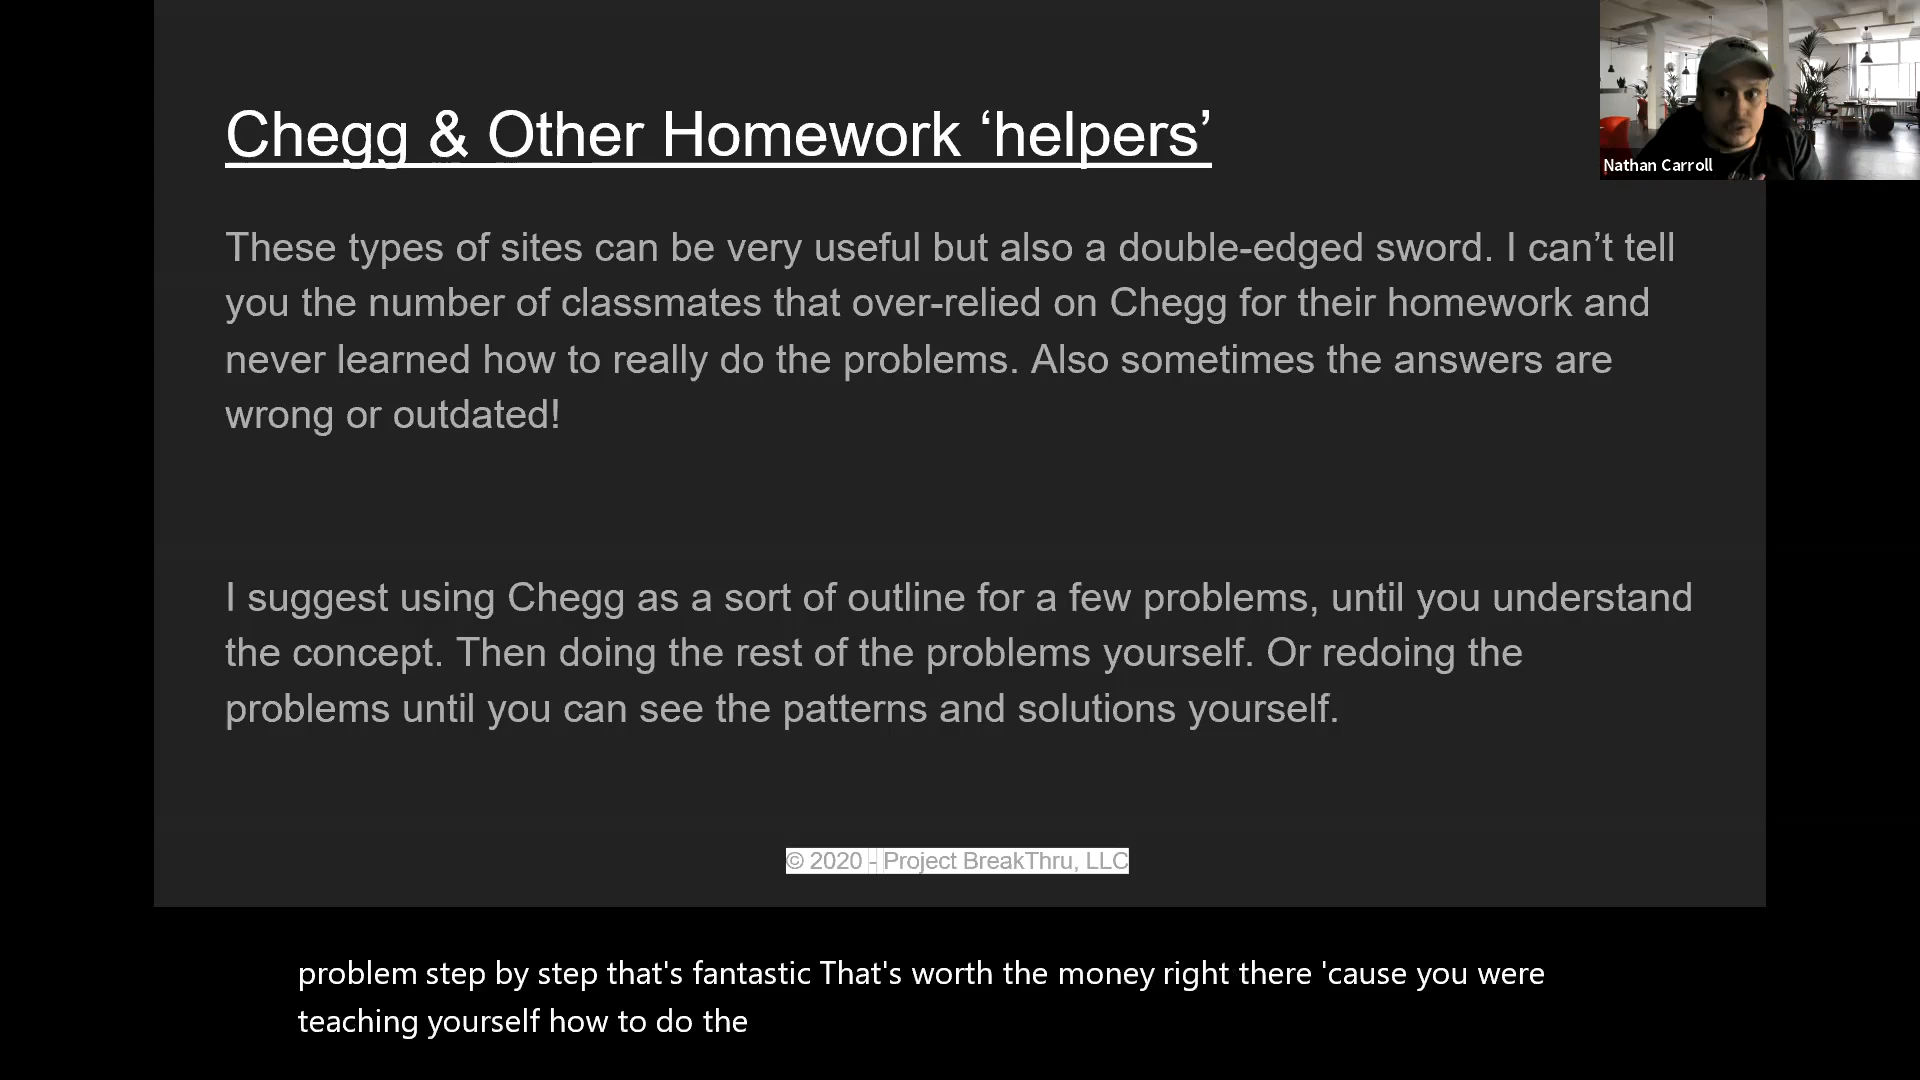 Chegg & Other Homework ‘helpers’
Nathan Carroll
These types of sites can be very useful but also a double-edged sword. I can’t tell
you the number of classmates that over-relied on Chegg for their homework and
never learned how to really do the problems. Also sometimes the answers are
wrong or outdated!
I suggest using Chegg as a sort of outline for a few problems, until you understand
the concept. Then doing the rest of the problems yourself. Or redoing the
problems until you can see the patterns and solutions yourself.
© 2020 - Project BreakThru, LLC
problem step by step that's fantastic That's worth the money right there 'cause you were
teaching yourself how to do the